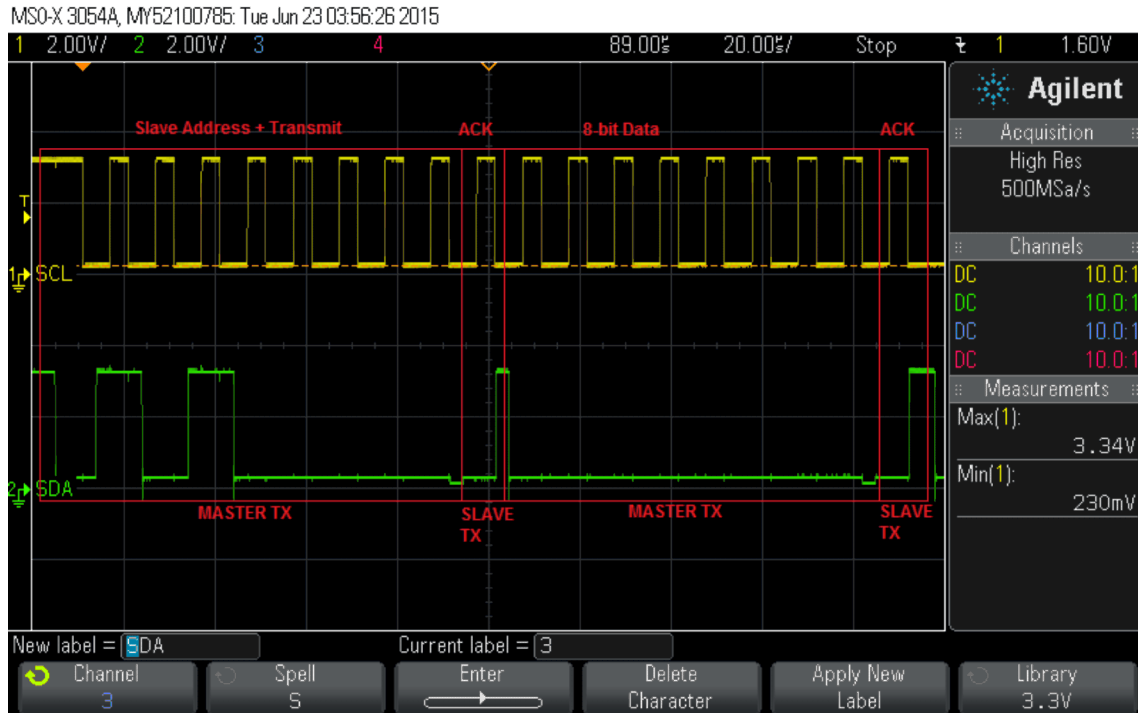 MSO-X 3054A, MY52100785: Tue Jun 23 03:56:26 2015
1 2.00V/ 2 2.00V/ 3 4 89.00us 20.00us/ Stop 1 1.60V
Slave Address + Transmit ACK 8-bit Data ACK
T
1 SCL
2 SDA
MASTER TX SLAVE TX MASTER TX SLAVE TX
Agilent
Acquisition
High Res
500MSa/s
Channels
DC 10.0:1
DC 10.0:1
DC 10.0:1
DC 10.0:1
Measurements
Max(1):
3.34V
Min(1):
230mV
New label = SDA Current label = 3
Channel Spell Enter Delete Character Apply New Label Library
3 S 3.3V